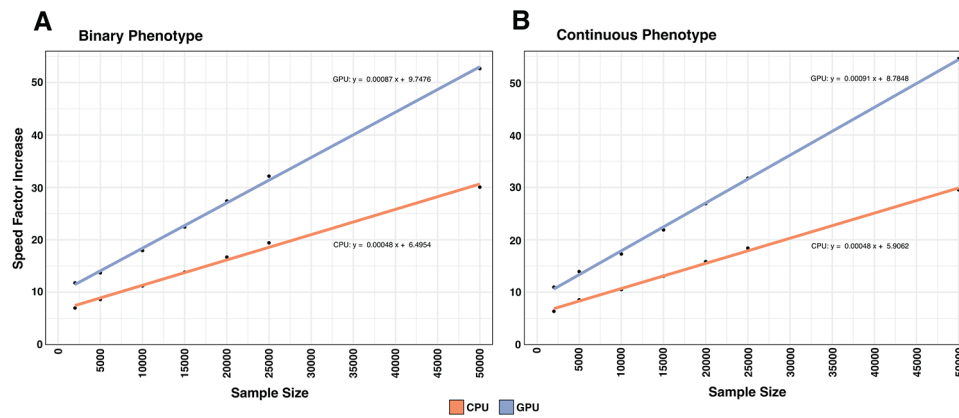 A
Binary Phenotype
Speed Factor Increase
50
40
30
20
10
0
GPU: y = 0.00087 x + 9.7476
CPU: y = 0.00048 x + 6.4954
0
5000
10000
15000
20000
25000
30000
35000
40000
45000
50000
Sample Size
B
Continuous Phenotype
50
40
30
20
10
0
GPU: y = 0.00091 x + 8.7848
CPU: y = 0.00048 x + 5.9062
0
5000
10000
15000
20000
25000
30000
35000
40000
45000
50000
Sample Size
CPU GPU